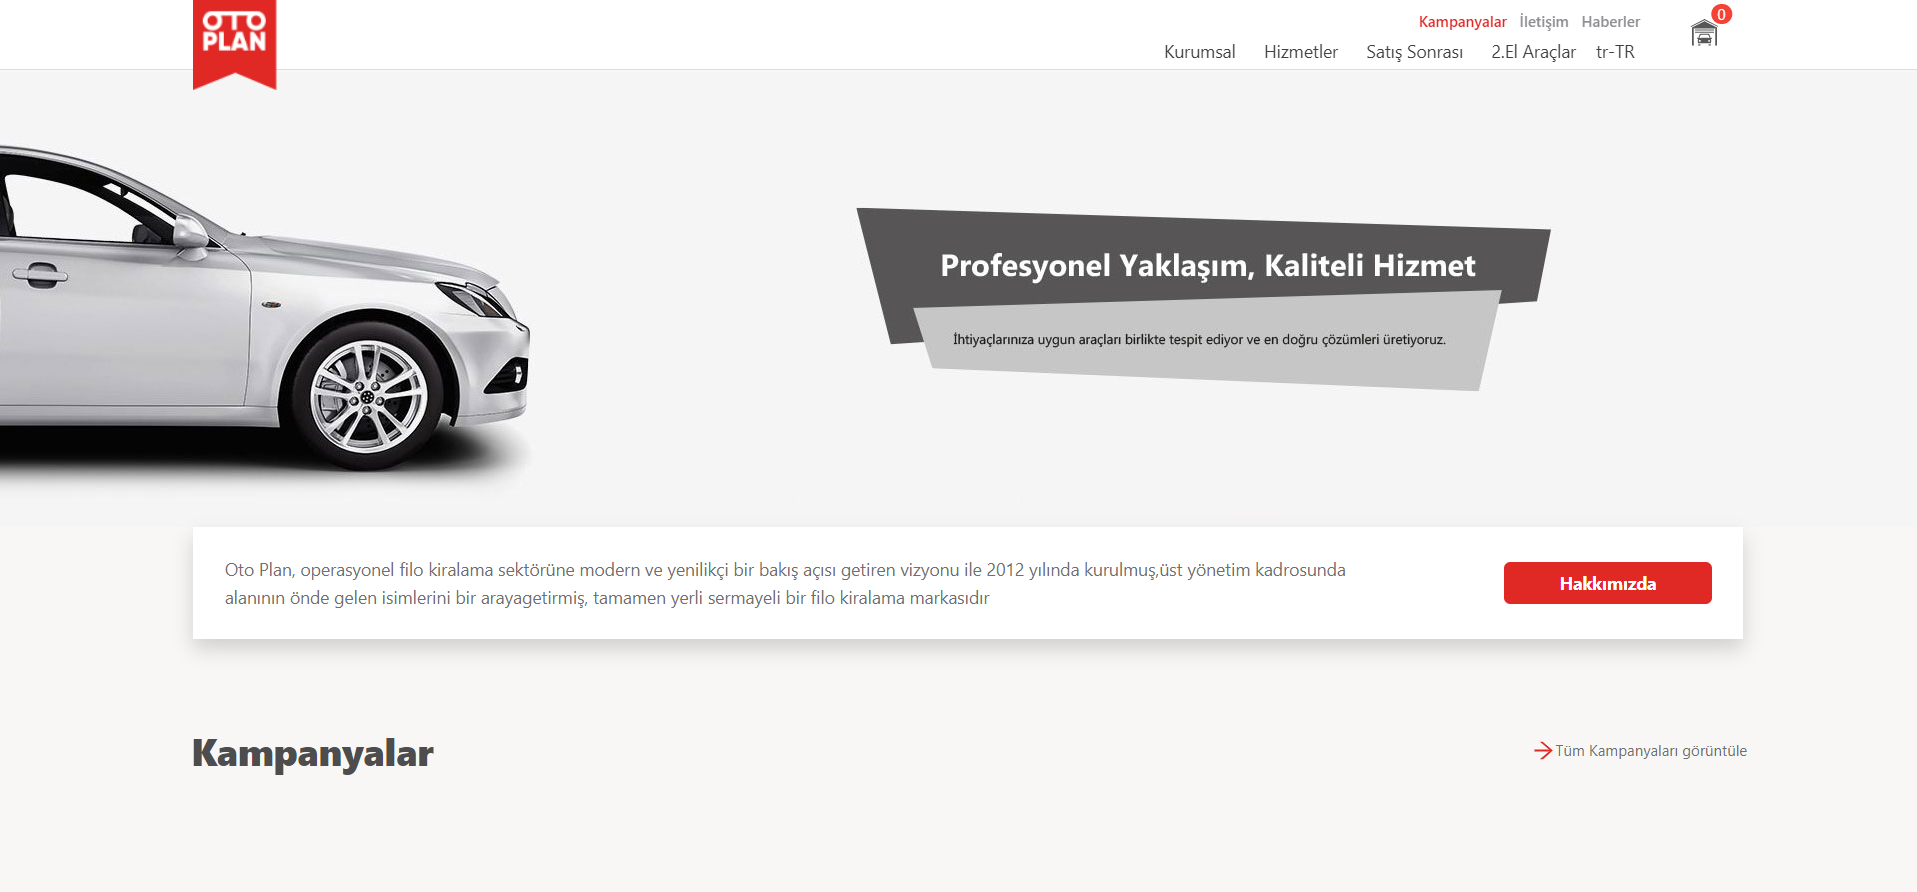 OTO
PLAN
Kampanyalar İletişim Haberler
0
Kurumsal Hizmetler Satış Sonrası 2.El Araçlar tr-TR
Profesyonel Yaklaşım, Kaliteli Hizmet
İhtiyaçlarınıza uygun araçları birlikte tespit ediyor ve en doğru çözümleri üretiyoruz.
Oto Plan, operasyonel filo kiralama sektörüne modern ve yenilikçi bir bakış açısı getiren vizyonu ile 2012 yılında kurulmuş,üst yönetim kadrosunda
alanının önde gelen isimlerini bir arayagetirmiş, tamamen yerli sermayeli bir filo kiralama markasıdır
Hakkımızda
Kampanyalar
Tüm Kampanyaları görüntüle